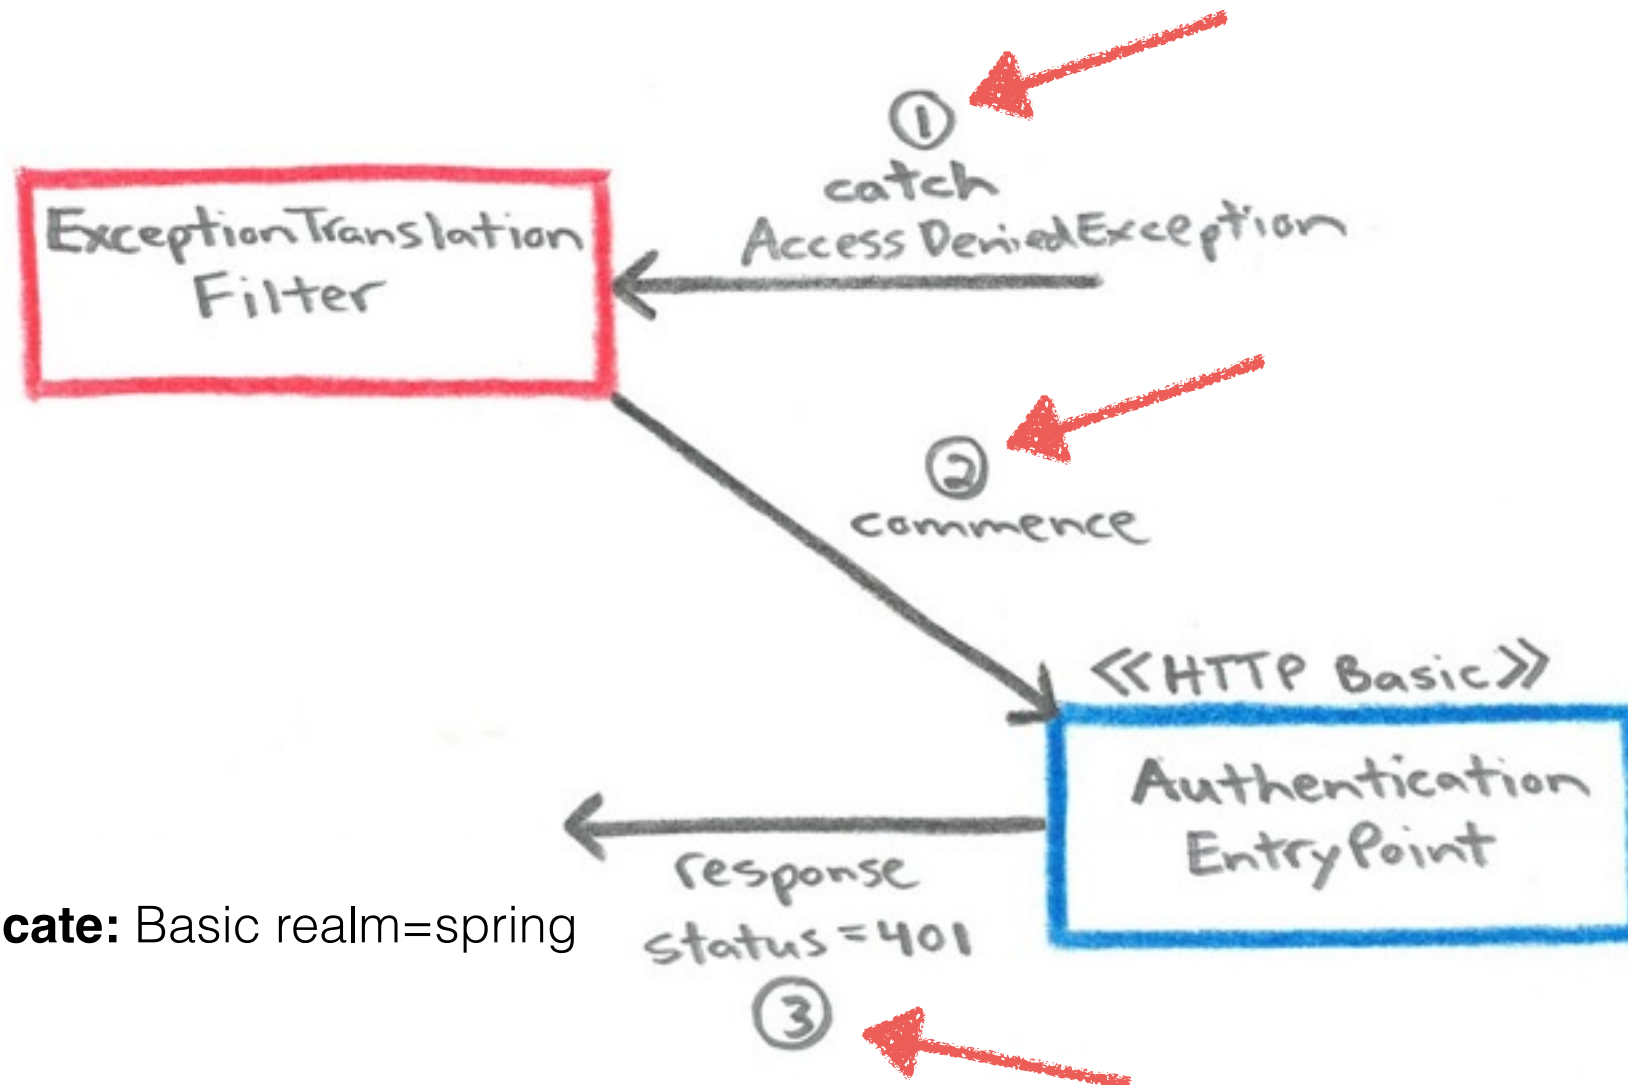 ①
catch
AccessDeniedException
ExceptionTranslation
Filter
②
commence
<<HTTP Basic>>
Authentication
EntryPoint
response
status=401
③
cate: Basic realm=spring